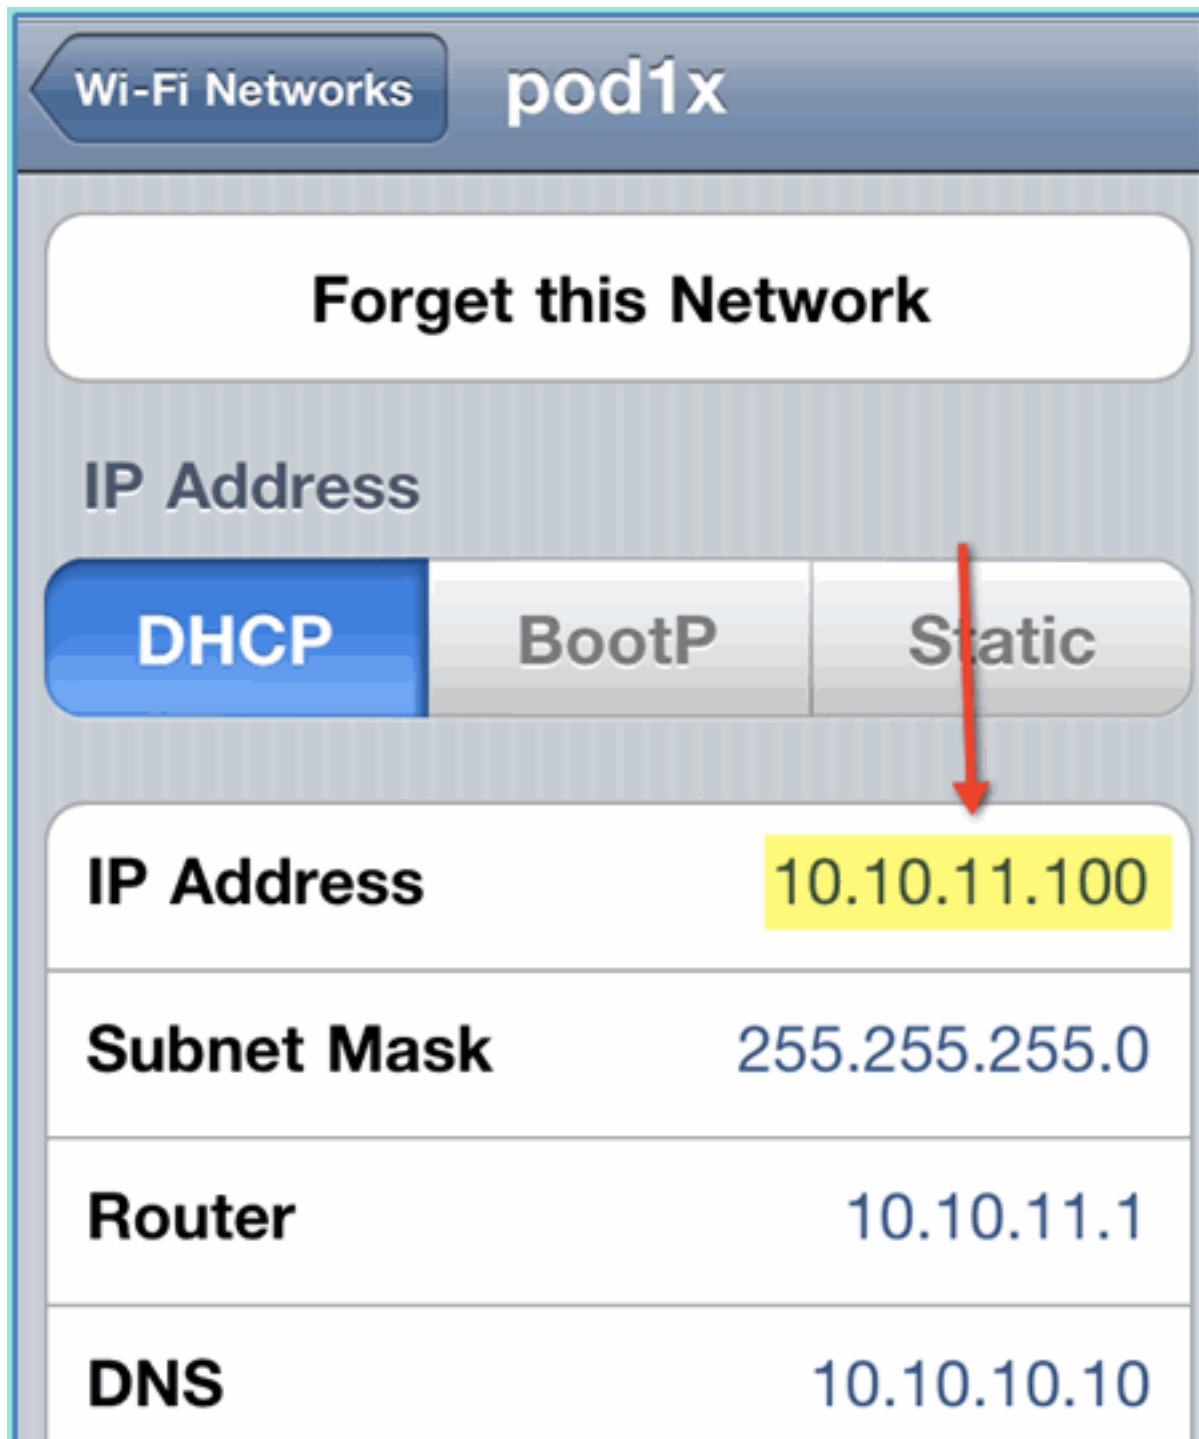 Wi-Fi Networks pod1x
Forget this Network
IP Address
DHCP BootP Static
IP Address 10.10.11.100
Subnet Mask 255.255.255.0
Router 10.10.11.1
DNS 10.10.10.10